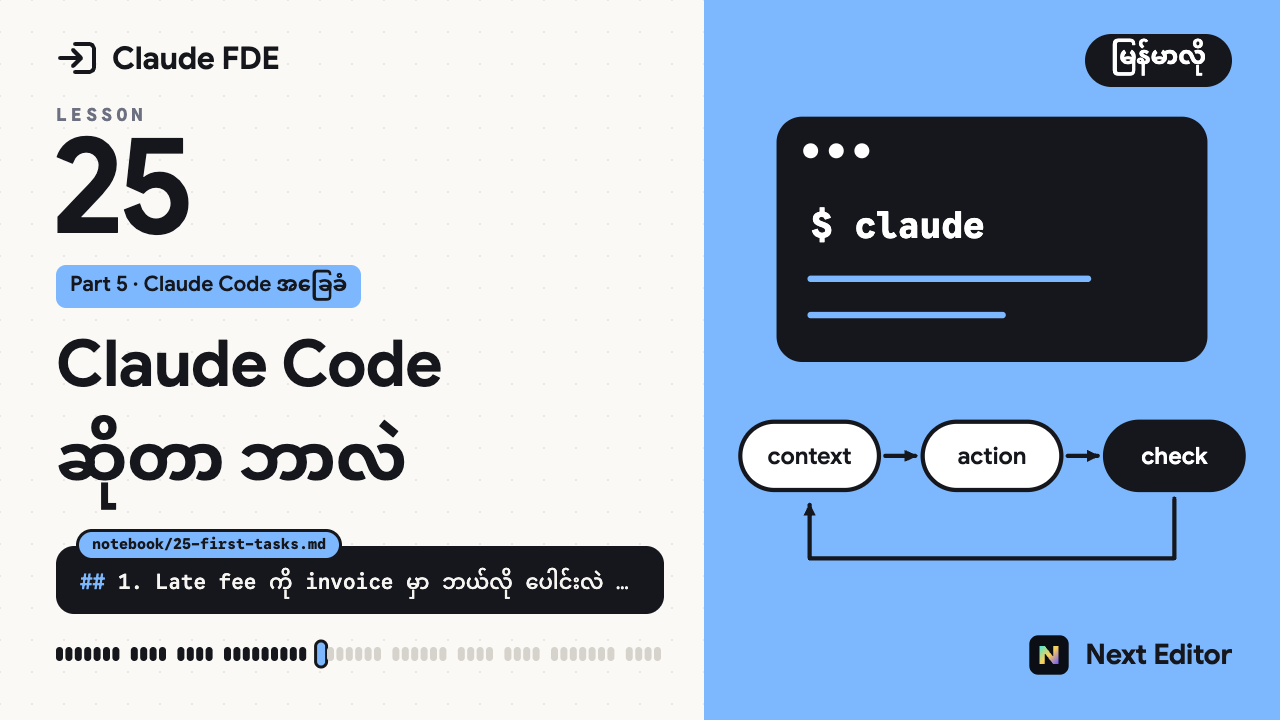 Claude FDE
LESSON
25
Part 5 · Claude Code အခြေခံ
Claude Code
ဆိုတာ ဘာလဲ
notebook/25-first-tasks.md
## 1. Late fee ကို invoice မှာ ဘယ်လို ပေါင်းလဲ …
မြန်မာလို
$ claude
context
action
check
N
Next Editor